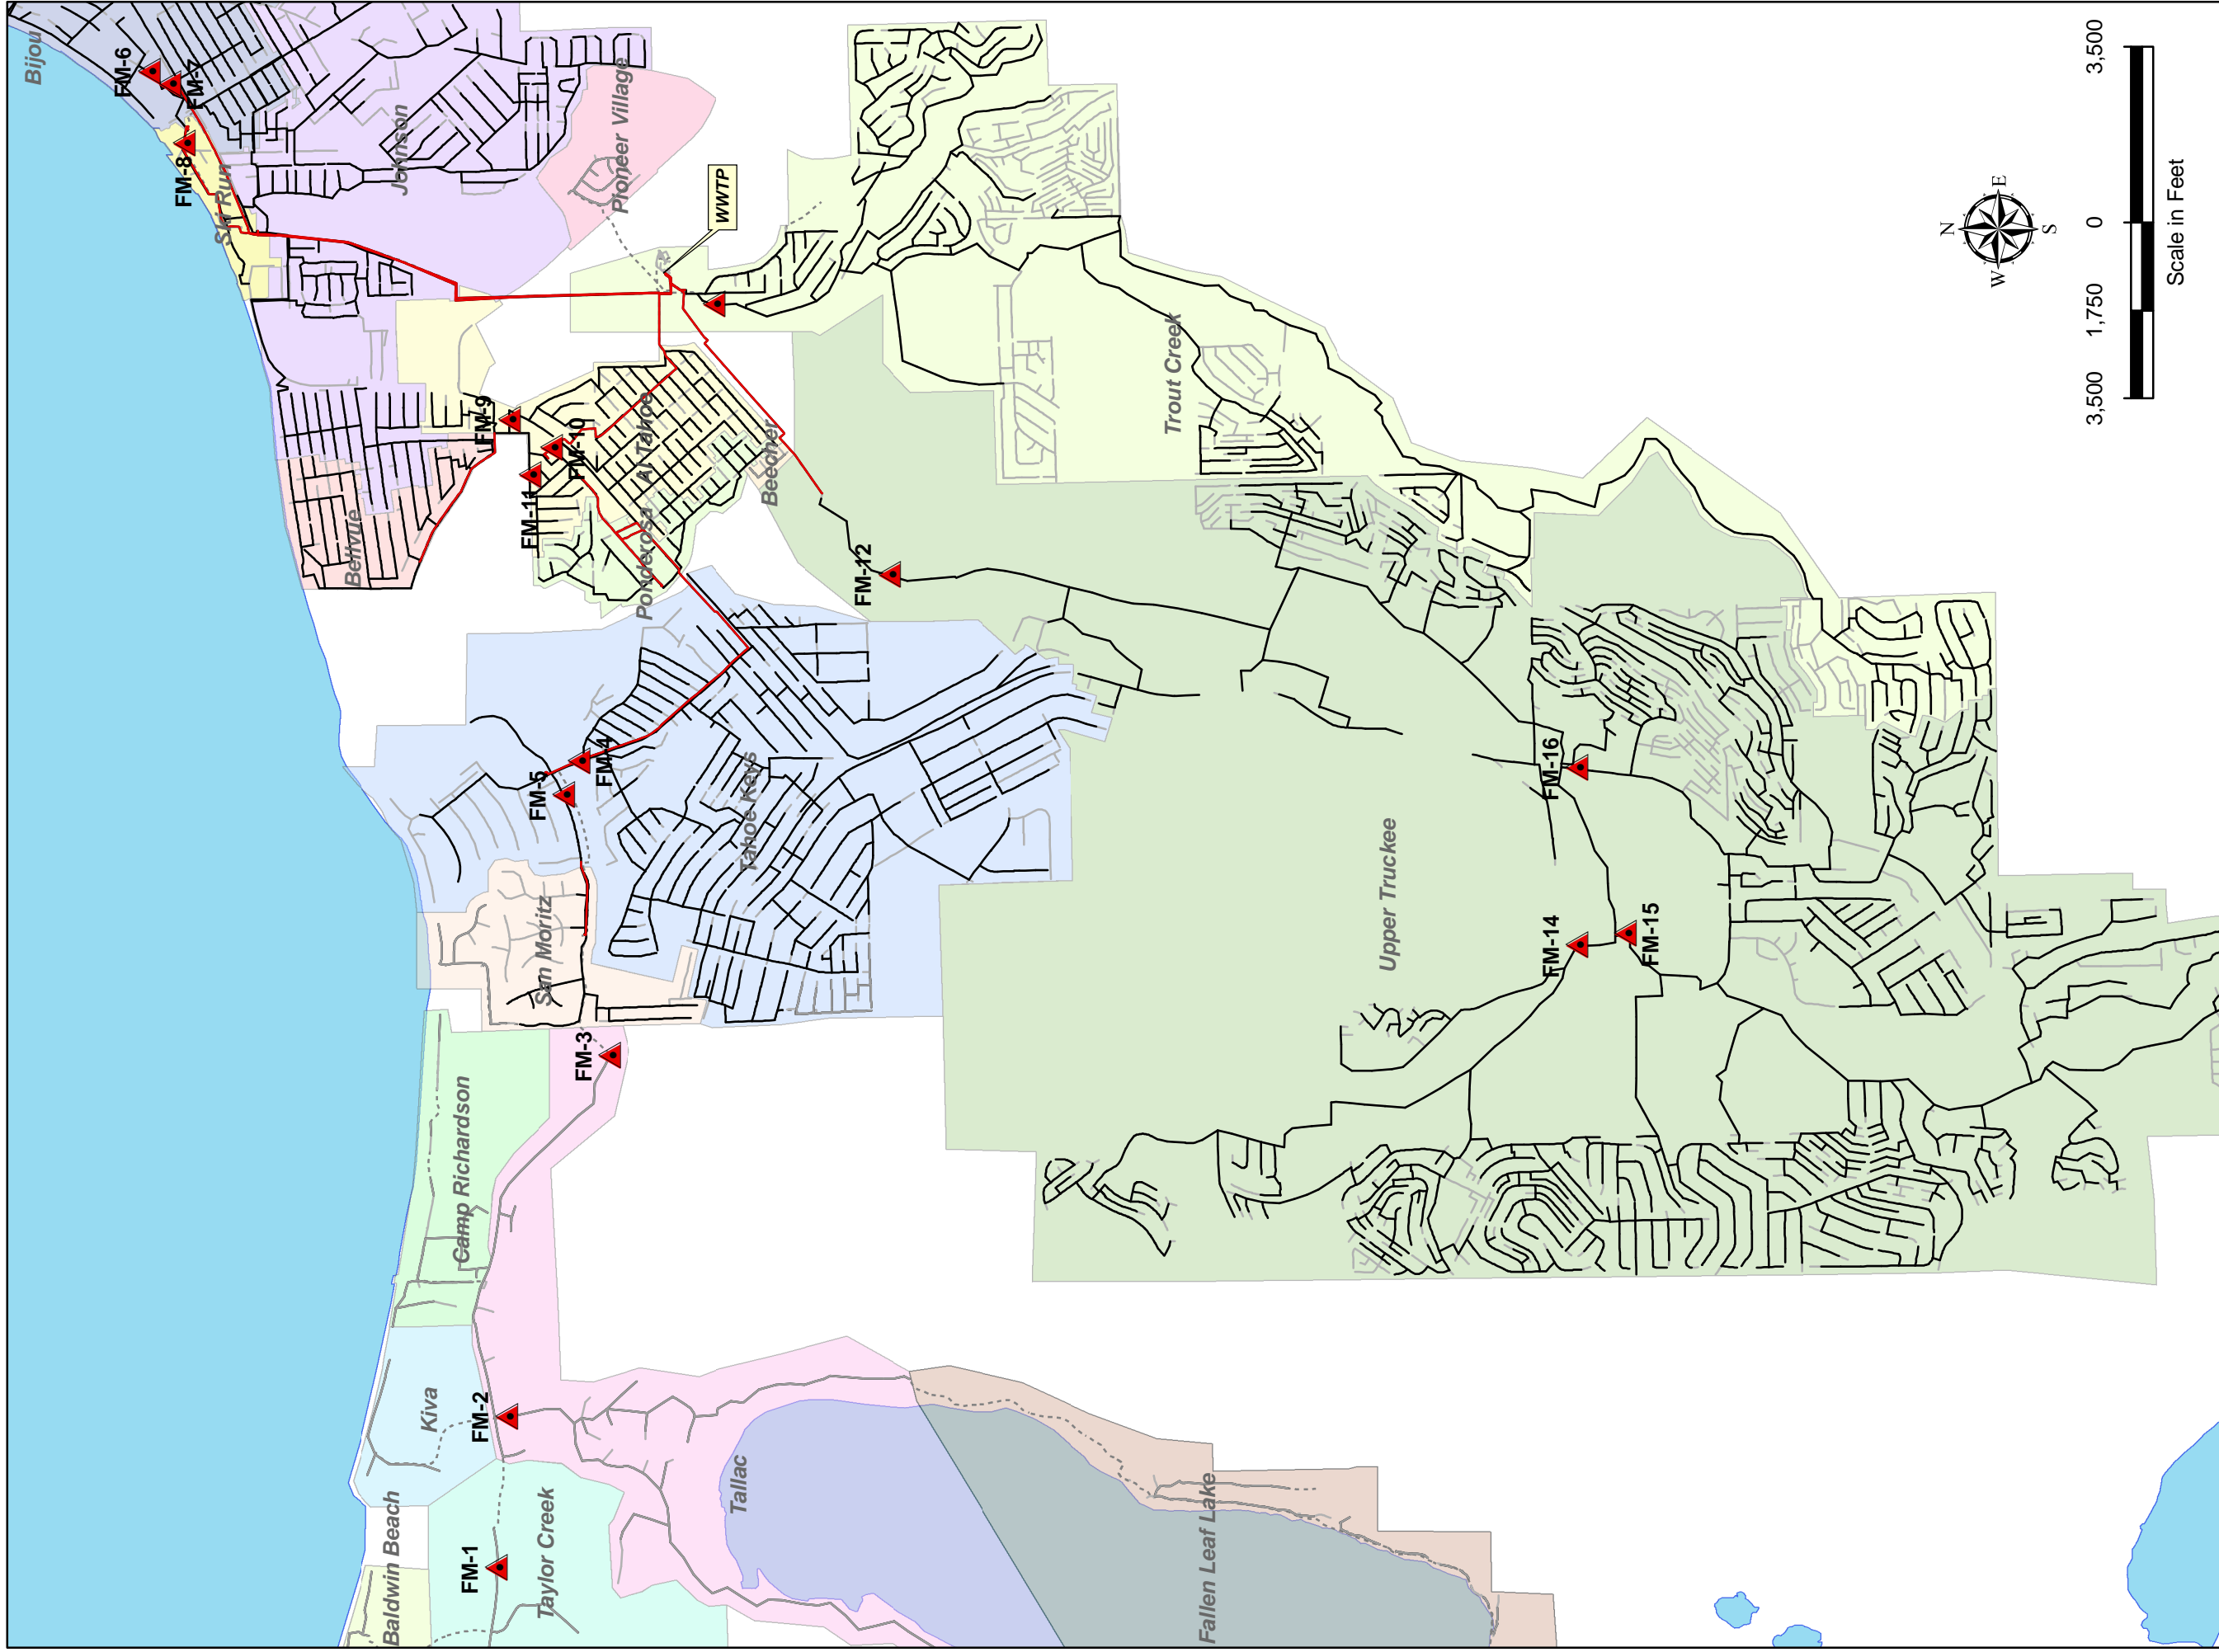 Bijou
FM-6
FM-7
FM-8
Ski Run
Johnson
Pioneer Village
WWTP
FM-9
FM-10
FM-11
Bellvue
Ponderosa
Al Tahoe
Beecher
FM-12
Trout Creek
FM-5
FM-4
Tahoe Keys
San Moritz
FM-3
Camp Richardson
Kiva
FM-2
Baldwin Beach
FM-1
Taylor Creek
Tallac
Fallen Leaf Lake
Upper Truckee
FM-14
FM-15
FM-16
N
W
E
S
3,500
1,750
0
3,500
Scale in Feet